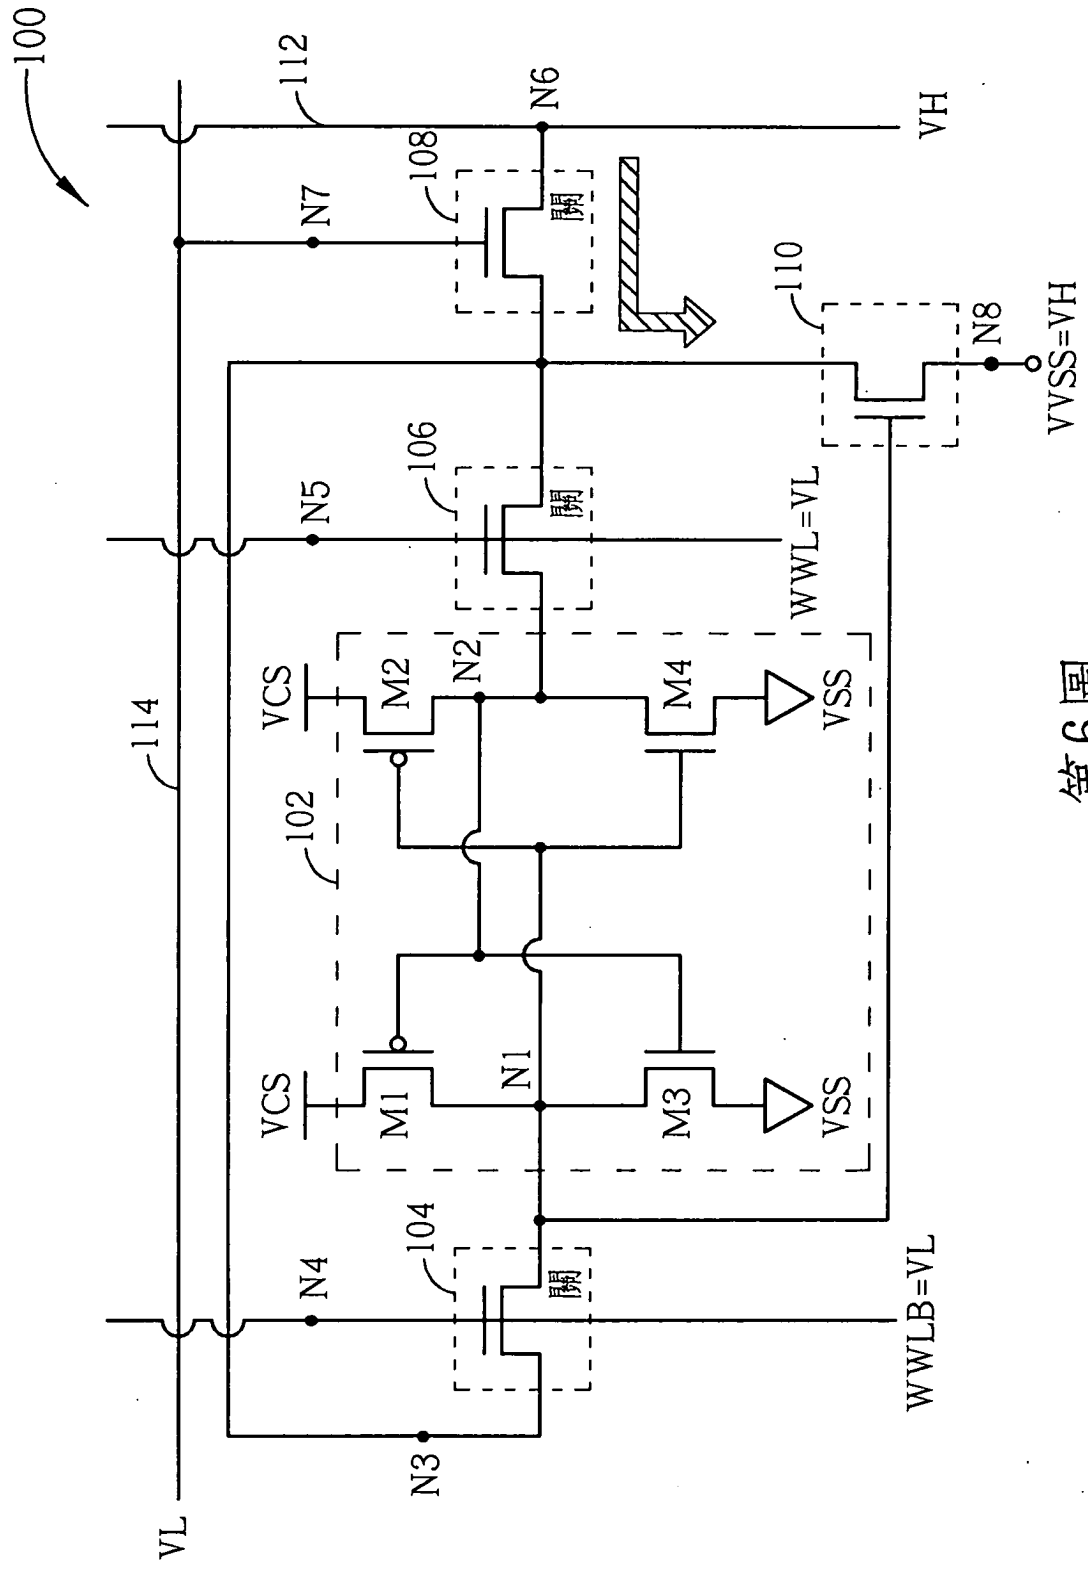 100
VL
114
112
N4
N5
N7
N3
104
102
106
108
N6
VCS
VCS
M1
M2
N1
N2
關
關
關
M3
M4
VSS
VSS
110
N8
WWLB=VL
WWL=VL
VH
VVSS=VH
第6圖